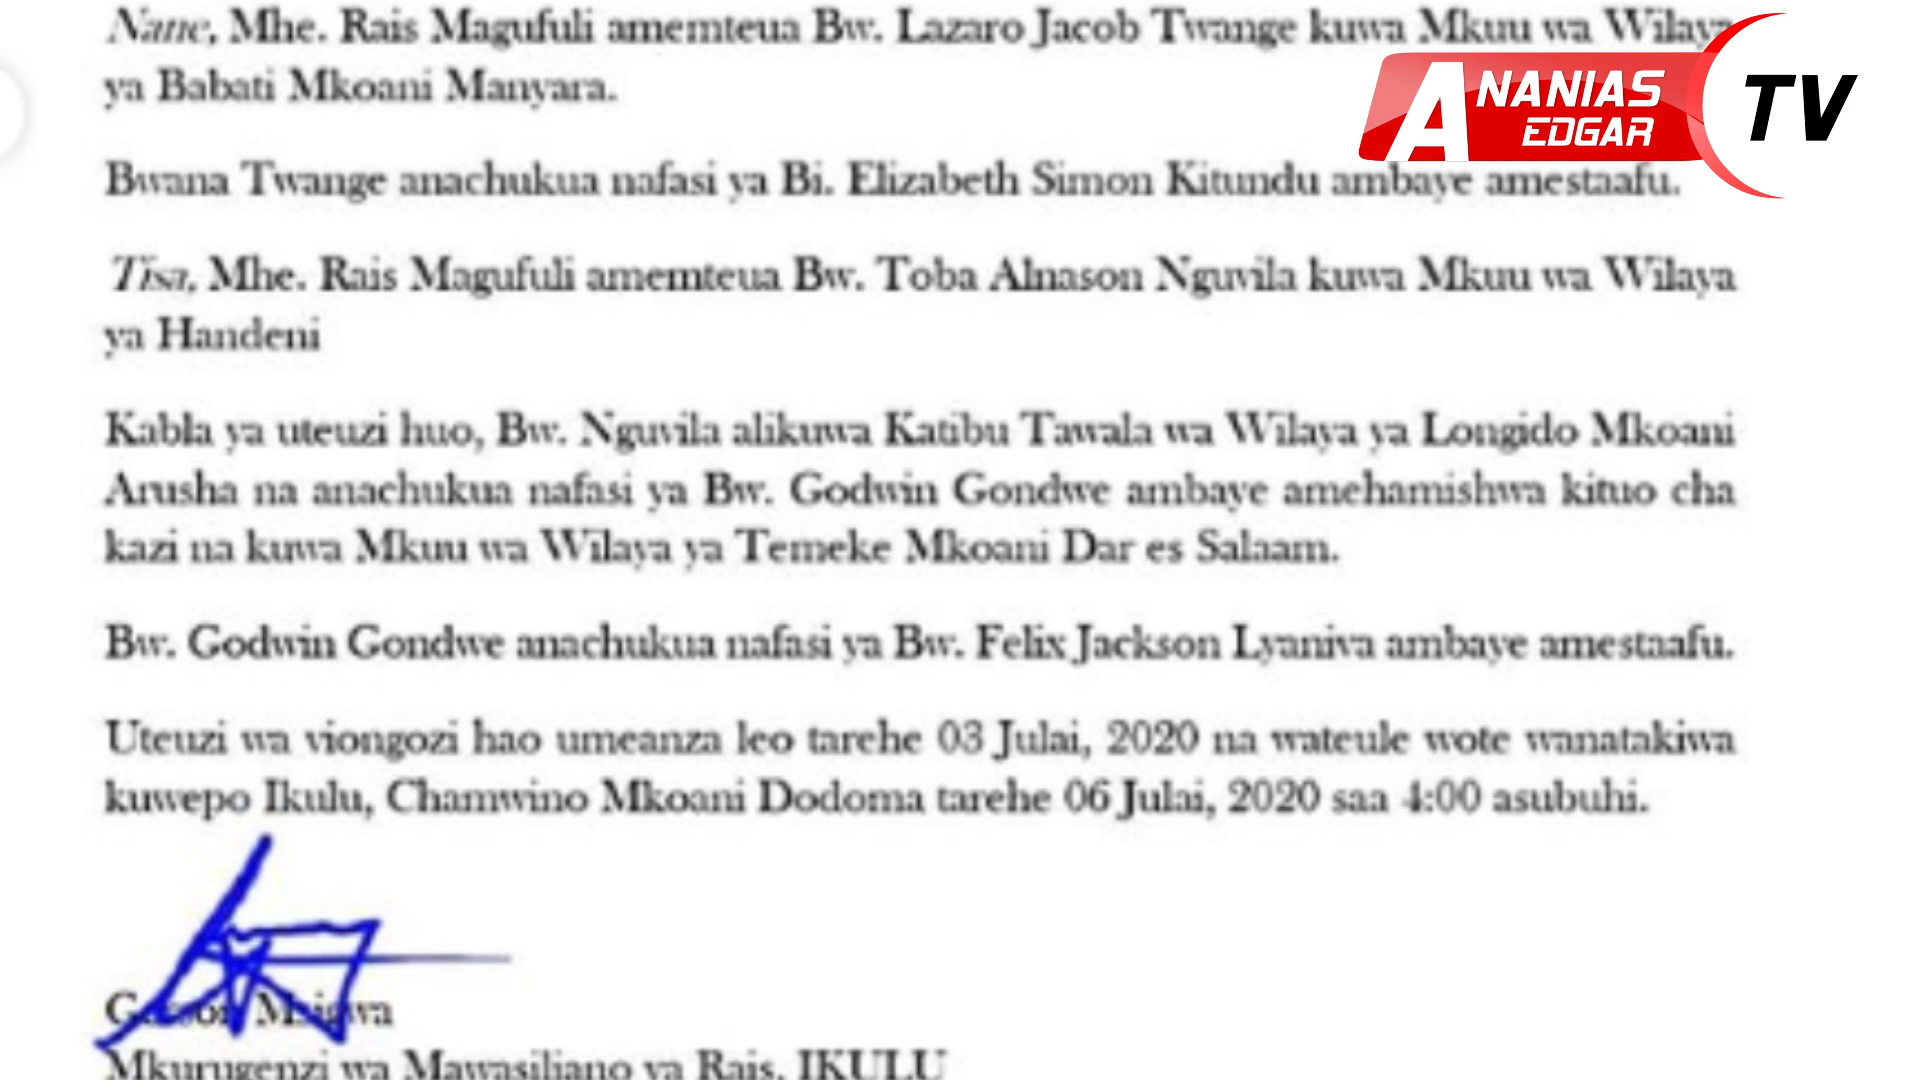 Nane, Mhe. Rais Magufuli amemteua Bw. Lazaro Jacob Twange kuwa Mkuu wa Wilaya
ya Babati Mkoani Manyara.
ANANIAS
EDGAR
TV
Bwana Twange anachukua nafasi ya Bi. Elizabeth Simon Kitundu ambaye amestaafu.
Tisa, Mhe. Rais Magufuli amemteua Bw. Toba Alnason Nguvila kuwa Mkuu wa Wilaya
ya Handeni
Kabla ya uteuzi huo, Bw. Nguvila alikuwa Katibu Tawala wa Wilaya ya Longido Mkoani
Arusha na anachukua nafasi ya Bw. Godwin Gondwe ambaye amehamishwa kituo cha
kazi na kuwa Mkuu wa Wilaya ya Temeke Mkoani Dar es Salaam.
Bw. Godwin Gondwe anachukua nafasi ya Bw. Felix Jackson Lyaniva ambaye amestaafu.
Uteuzi wa viongozi hao umeanza leo tarehe 03 Julai, 2020 na wateule wote wanatakiwa
kuwepo Ikulu, Chamwino Mkoani Dodoma tarehe 06 Julai, 2020 saa 4:00 asubuhi.
Gerson Msigwa
Mkurugenzi wa Mawasiliano ya Rais, IKULU